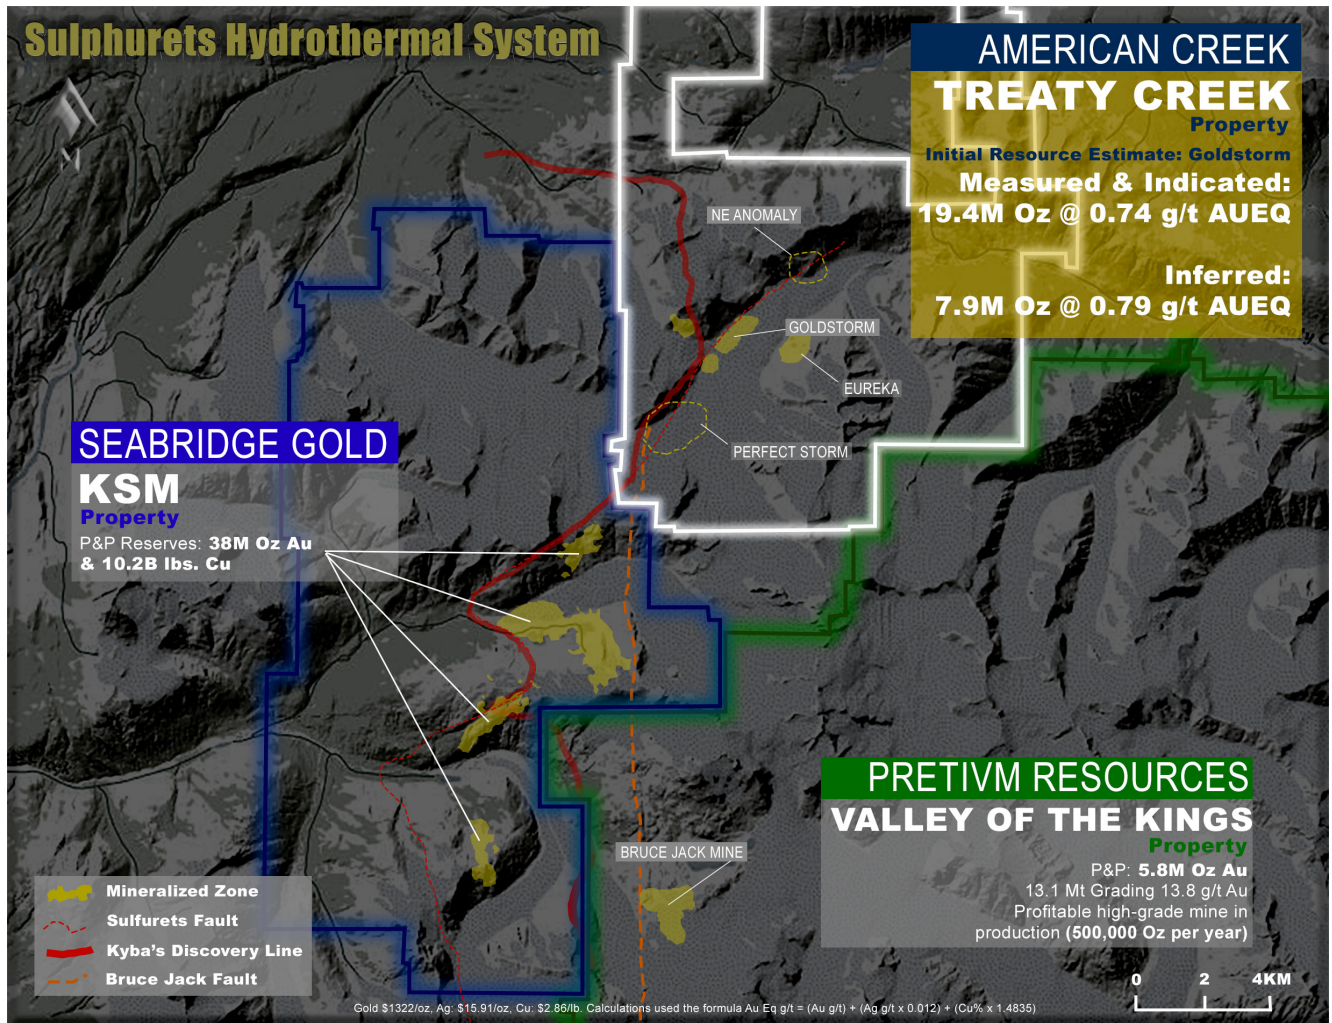 Sulphurets Hydrothermal System
N
AMERICAN CREEK
TREATY CREEK
Property
Initial Resource Estimate: Goldstorm
Measured & Indicated:
19.4M Oz @ 0.74 g/t AUEQ
Inferred:
7.9M Oz @ 0.79 g/t AUEQ
NE ANOMALY
GOLDSTORM
EUREKA
PERFECT STORM
SEABRIDGE GOLD
KSM
Property
P&P Reserves: 38M Oz Au
& 10.2B lbs. Cu
PRETIVM RESOURCES
VALLEY OF THE KINGS
Property
P&P: 5.8M Oz Au
13.1 Mt Grading 13.8 g/t Au
Profitable high-grade mine in
production (500,000 Oz per year)
BRUCE JACK MINE
Mineralized Zone
Sulfurets Fault
Kyba's Discovery Line
Bruce Jack Fault
0 2 4KM
Gold $1322/oz, Ag: $15.91/oz, Cu: $2.86/lb. Calculations used the formula Au Eq g/t = (Au g/t) + (Ag g/t x 0.012) + (Cu% x 1.4835)